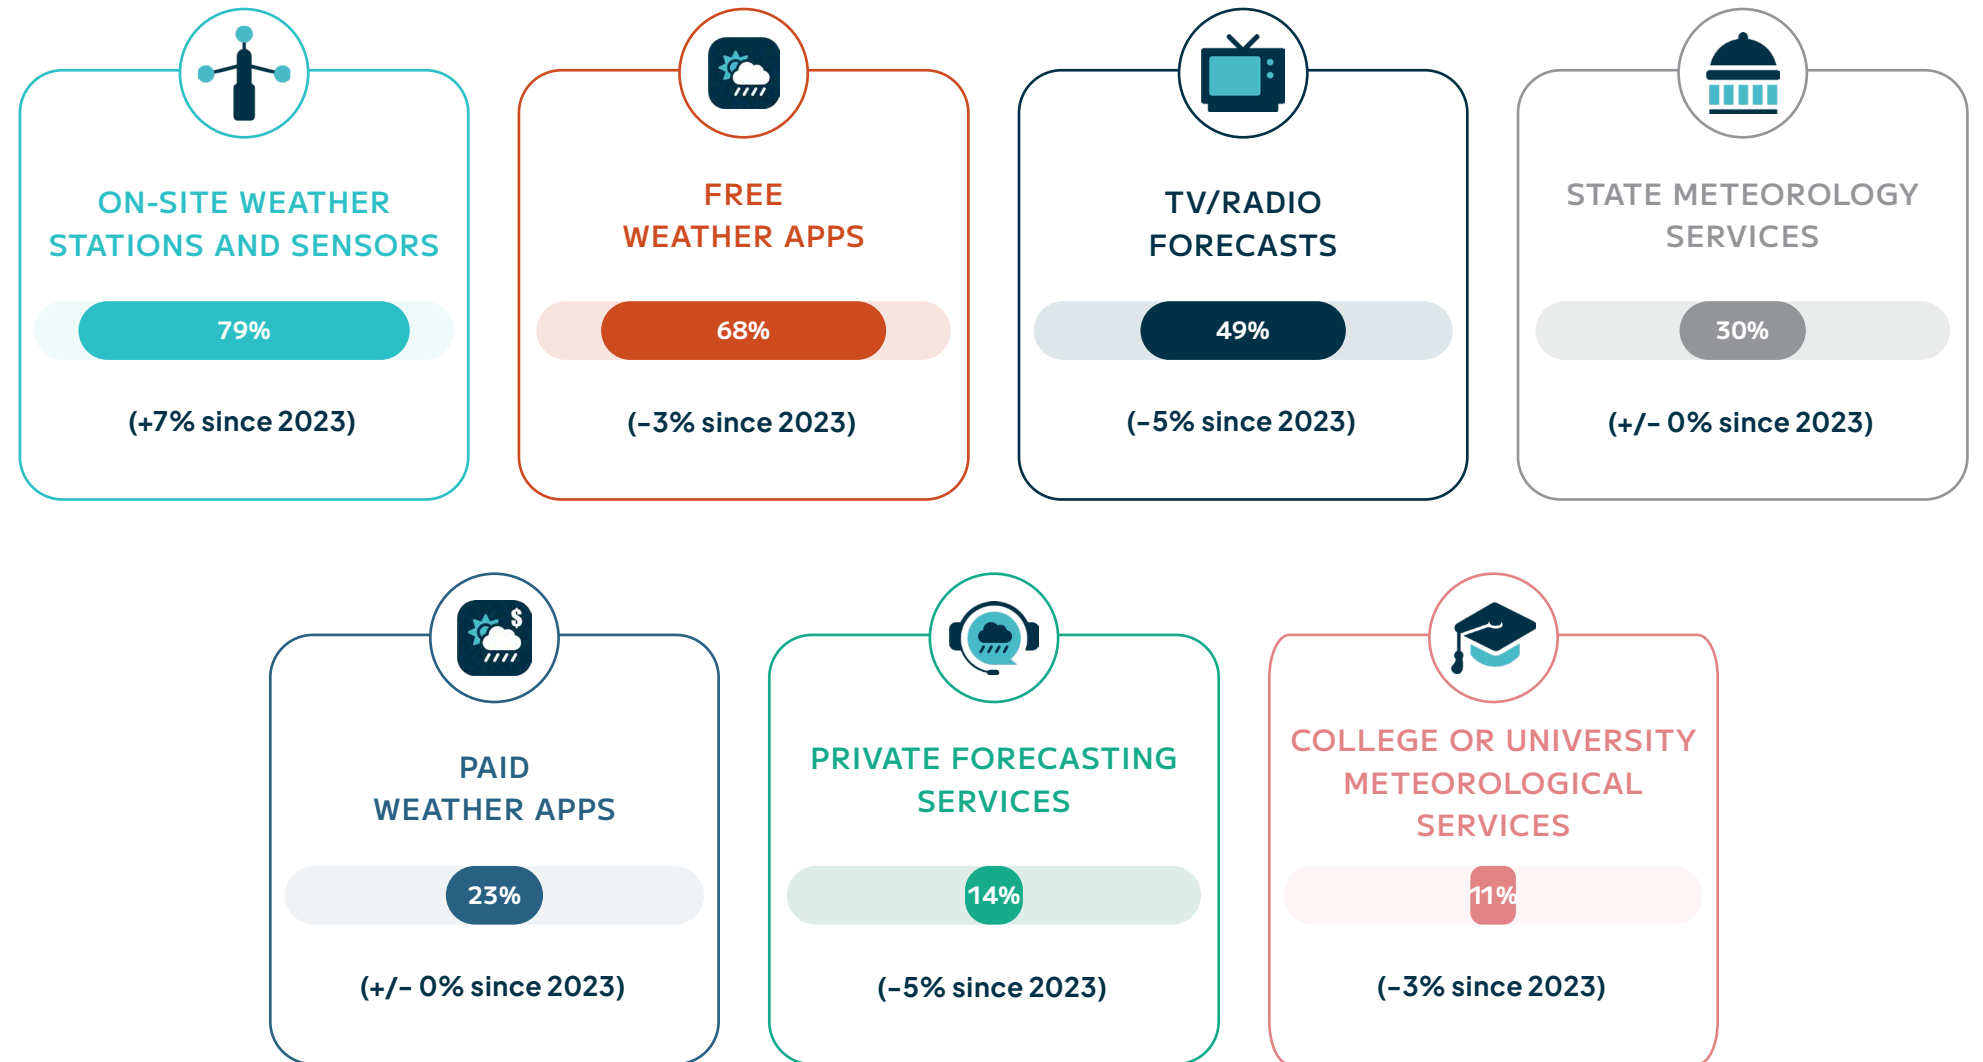 ON-SITE WEATHER
STATIONS AND SENSORS
79%
(+7% since 2023)
FREE
WEATHER APPS
68%
(-3% since 2023)
TV/RADIO
FORECASTS
49%
(-5% since 2023)
STATE METEOROLOGY
SERVICES
30%
(+/- 0% since 2023)
$
PAID
WEATHER APPS
23%
(+/- 0% since 2023)
PRIVATE FORECASTING
SERVICES
14%
(-5% since 2023)
COLLEGE OR UNIVERSITY
METEOROLOGICAL
SERVICES
11%
(-3% since 2023)